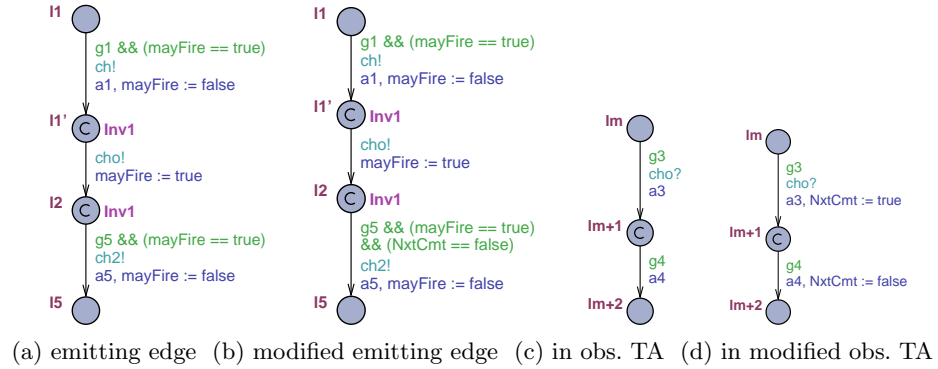 l1
g1 && (mayFire == true)
ch!
a1, mayFire := false
l1'
C
Inv1
cho!
mayFire := true
l2
C
Inv1
g5 && (mayFire == true)
ch2!
a5, mayFire := false
l5
l1
g1 && (mayFire == true)
ch!
a1, mayFire := false
l1'
C
Inv1
cho!
mayFire := true
l2
C
Inv1
g5 && (mayFire == true)
&& (NxtCmt == false)
ch2!
a5, mayFire := false
l5
lm
g3
cho?
a3
lm+1
C
g4
a4
lm+2
lm
g3
cho?
a3, NxtCmt := true
lm+1
C
g4
a4, NxtCmt := false
lm+2
(a) emitting edge (b) modified emitting edge (c) in obs. TA (d) in modified obs. TA